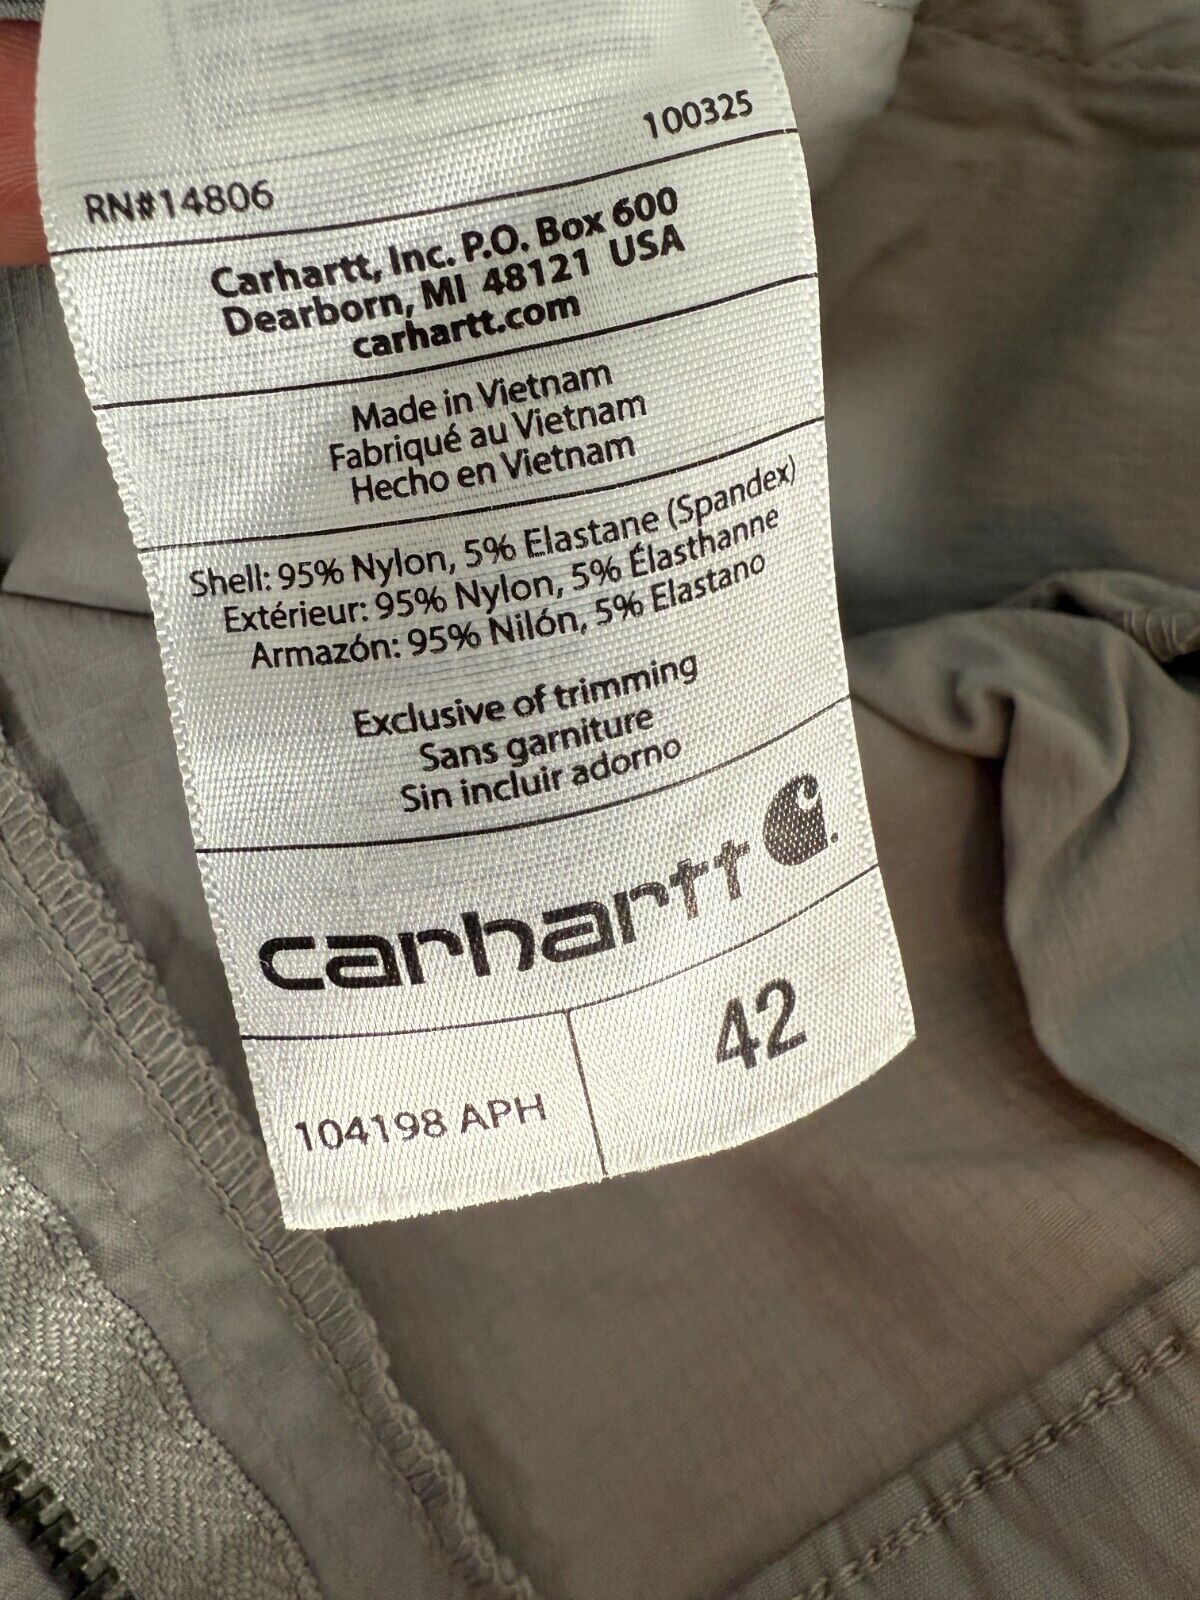 100325
RN#14806
Carhartt, Inc. P.O. Box 600
Dearborn, MI 48121 USA
carhartt.com
Made in Vietnam
Fabriqué au Vietnam
Hecho en Vietnam
Shell: 95% Nylon, 5% Elastane (Spandex)
Extérieur: 95% Nylon, 5% Élasthanne
Armazón: 95% Nilón, 5% Elastano
Exclusive of trimming
Sans garniture
Sin incluir adorno
carhartt
104198 APH
42